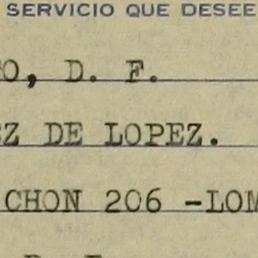 SERVICIO QUE DESEE
O, D. F.
Z DE LOPEZ.
CHON 206 -LOM